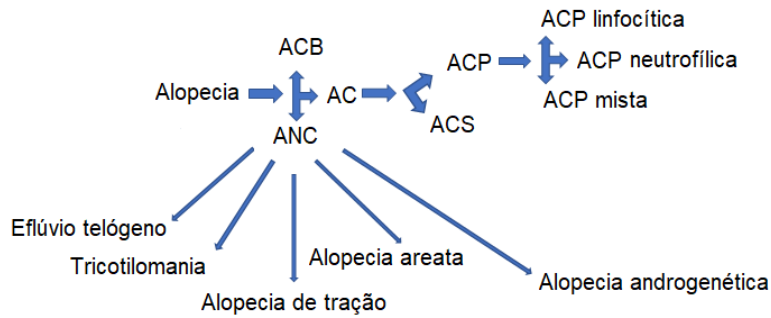 ACP linfocítica
ACB
ACP
ACP neutrofílica
Alopecia
AC
ACP mista
ACS
ANC
Eflúvio telógeno
Tricotilomania
Alopecia areata
Alopecia androgenética
Alopecia de tração